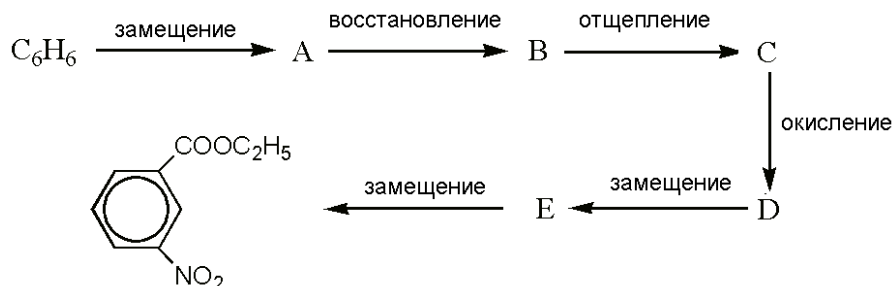 замещение восстановление отщепление
C₆H₆ A B C
окисление
COOC₂H₅
замещение замещение
E D
NO₂